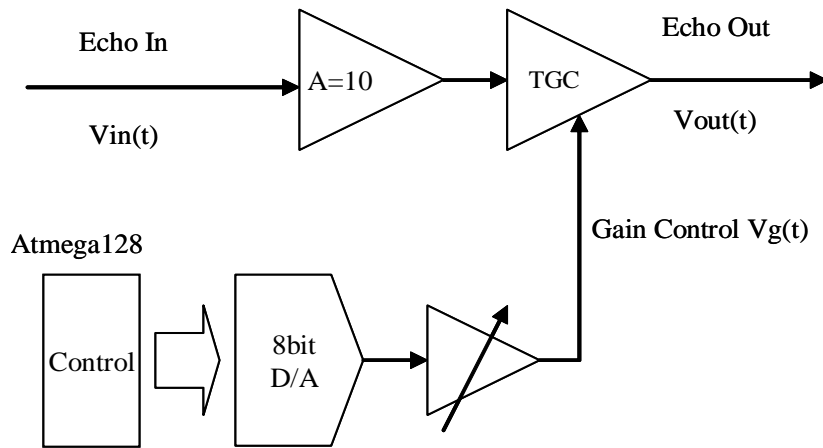 Echo In
Echo Out
A=10
TGC
Vin(t)
Vout(t)
Gain Control Vg(t)
Atmega128
Control
8bit
D/A